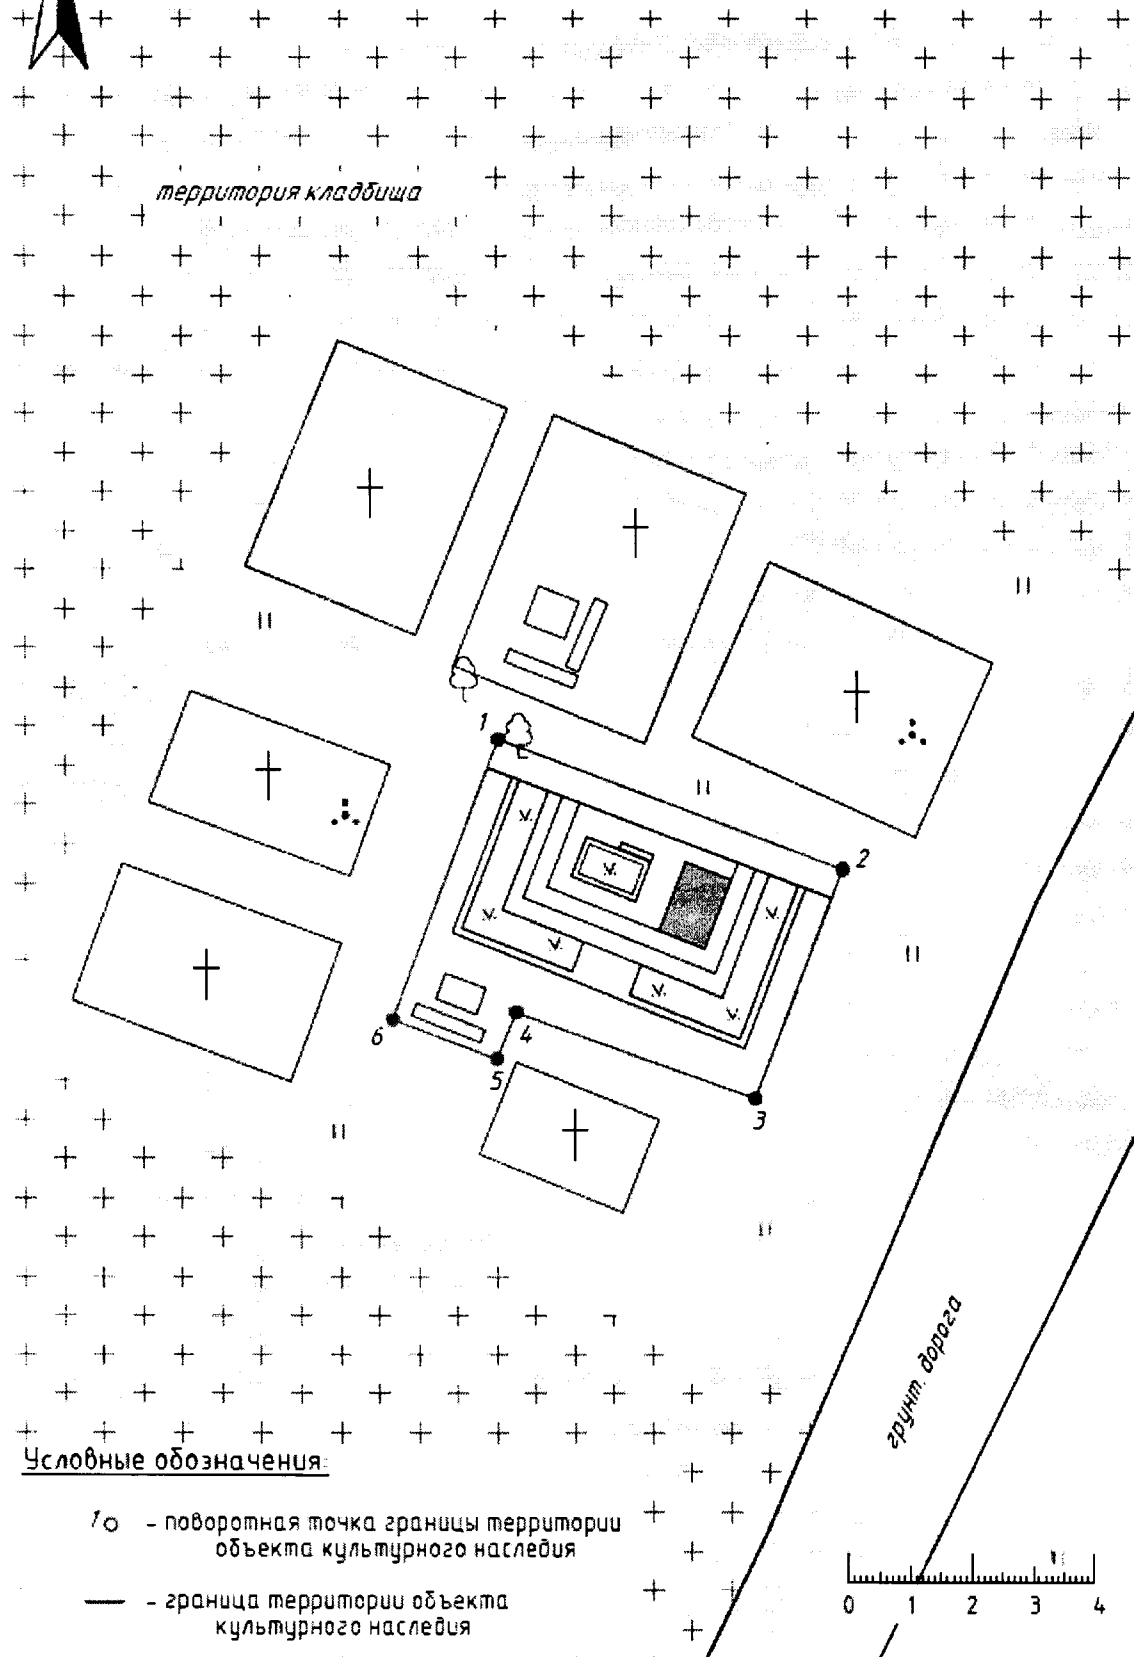 территория кладбища
1
2
6
4
5
3
грунт. дорога
Условные обозначения:
1 - поворотная точка границы территории
объекта культурного наследия
- граница территории объекта
культурного наследия
0 1 2 3 4